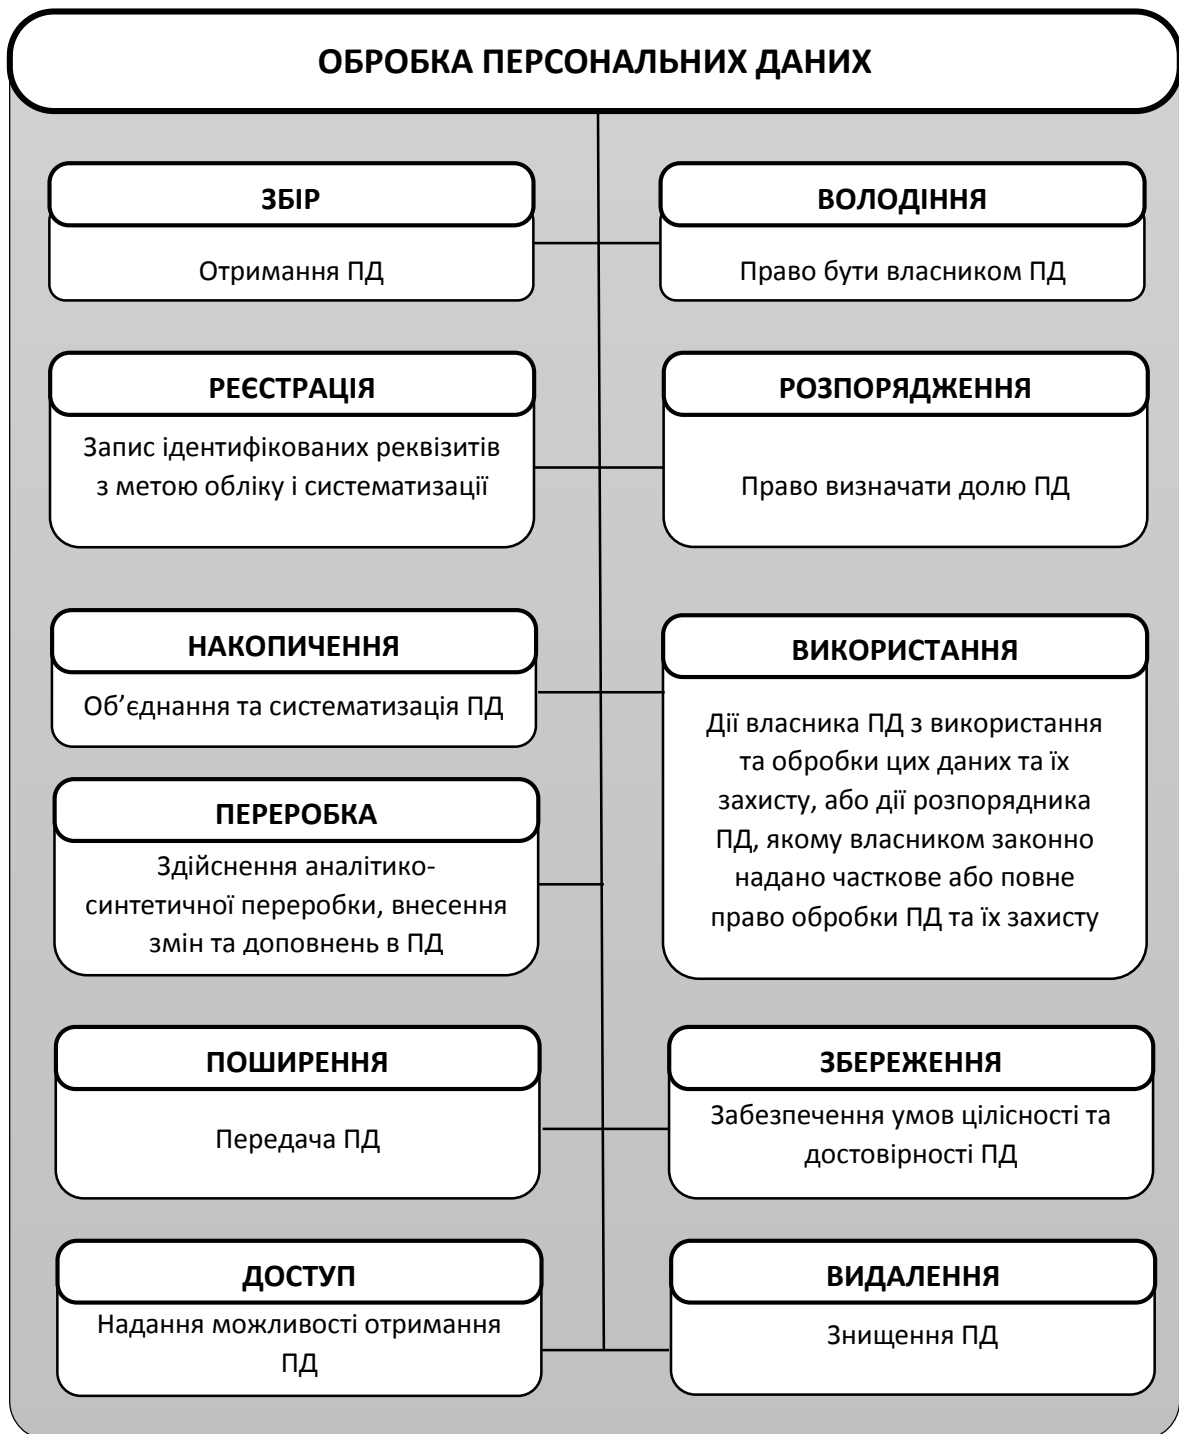 ОБРОБКА ПЕРСОНАЛЬНИХ ДАНИХ
ЗБІР
Отримання ПД
ВОЛОДІННЯ
Право бути власником ПД
РЕЄСТРАЦІЯ
Запис ідентифікованих реквізитів
з метою обліку і систематизації
РОЗПОРЯДЖЕННЯ
Право визначати долю ПД
НАКОПИЧЕННЯ
Об’єднання та систематизація ПД
ВИКОРИСТАННЯ
Дії власника ПД з використання
та обробки цих даних та їх
захисту, або дії розпорядника
ПД, якому власником законно
надано часткове або повне
право обробки ПД та їх захисту
ПЕРЕРОБКА
Здійснення аналітико-
синтетичної переробки, внесення
змін та доповнень в ПД
ПОШИРЕННЯ
Передача ПД
ЗБЕРЕЖЕННЯ
Забезпечення умов цілісності та
достовірності ПД
ДОСТУП
Надання можливості отримання
ПД
ВИДАЛЕННЯ
Знищення ПД